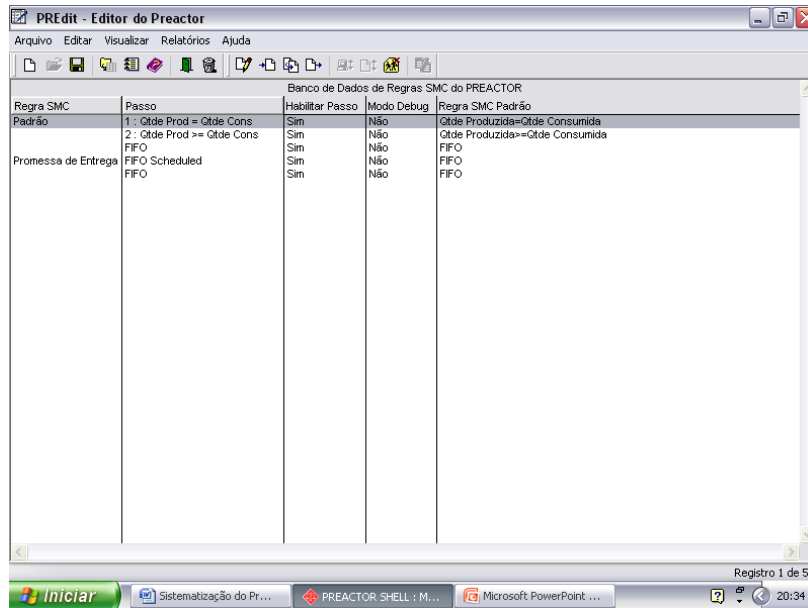 PREdit - Editor do Preactor
Arquivo Editar Visualizar Relatórios Ajuda
Banco de Dados de Regras SMC do PREACTOR
Regra SMC Passo Habilitar Passo Modo Debug Regra SMC Padrão
Padrão 1 : Qtde Prod = Qtde Cons Sim Não Qtde Produzida=Qtde Consumida
2 : Qtde Prod >= Qtde Cons Sim Não Qtde Produzida>=Qtde Consumida
FIFO Sim Não FIFO
Promessa de Entrega FIFO Scheduled Sim Não FIFO
FIFO Sim Não FIFO
Registro 1 de 5
Iniciar Sistematização do Pr... PREACTOR SHELL : M... Microsoft PowerPoint ... 20:34